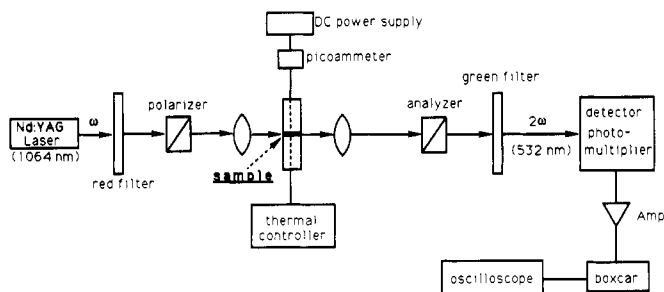 DC power supply
picoammeter
green filter
polarizer
analyzer
Nd:YAG
Laser
(1064 nm)
ω
2ω
(532 nm)
detector
photo-
multiplier
red filter
sample
thermal
controller
Amp
oscilloscope
boxcar